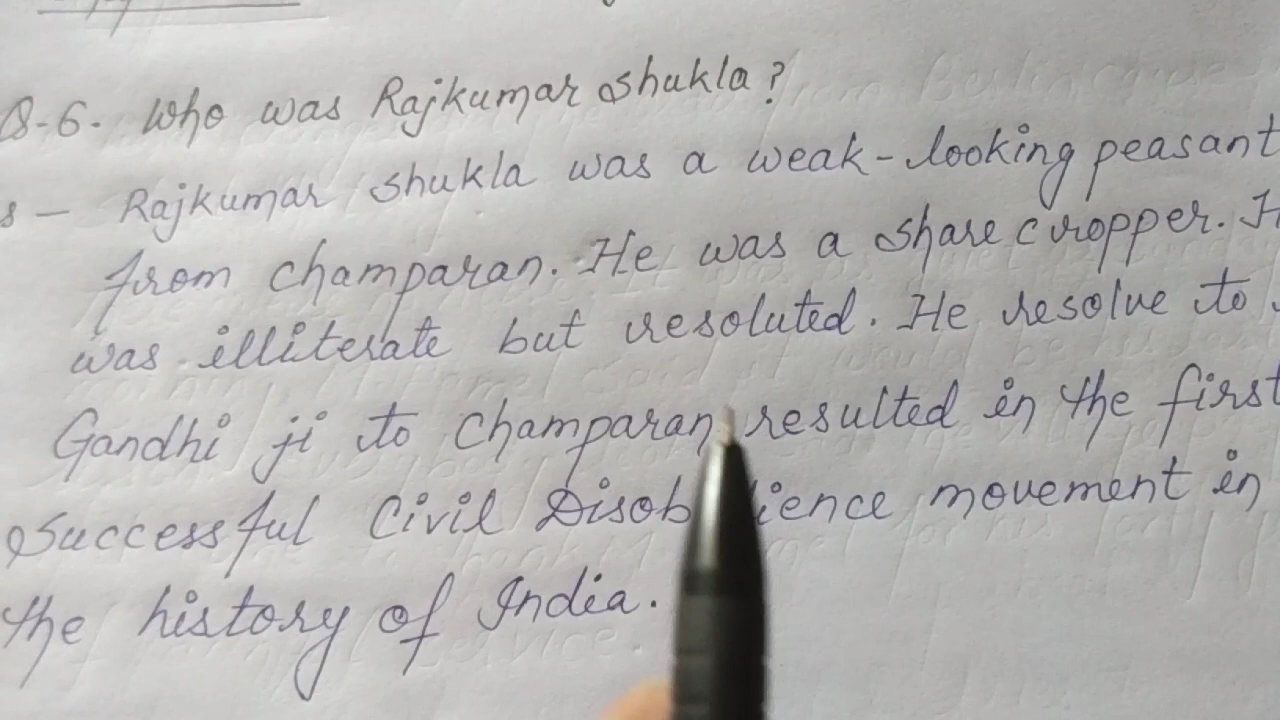 Q-6. Who was Rajkumar Shukla?
s - Rajkumar Shukla was a weak-looking peasant
from champaran. He was a share cropper. H
was illiterate but resoluted. He resolve to
Gandhi ji to Champaran resulted in the first
Successful Civil Disobdience movement in
the history of India.